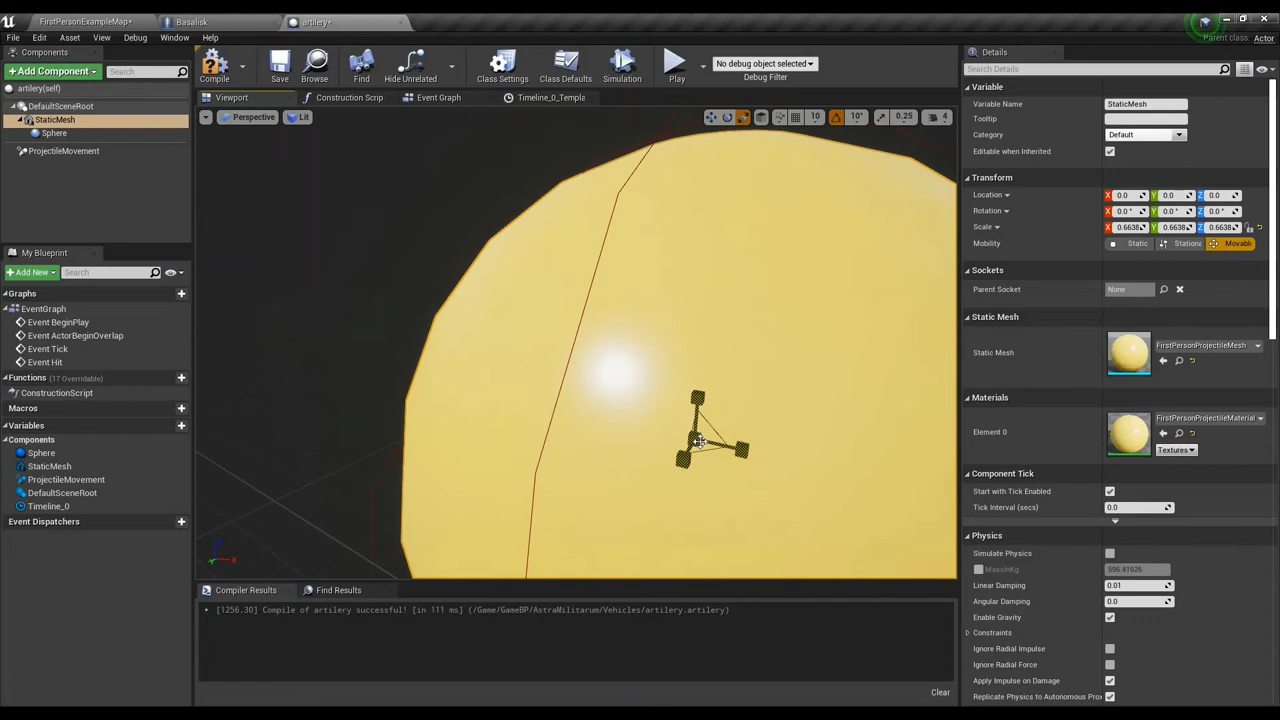 FirstPersonExampleMap*
Basalisk
artilery*
File Edit Asset View Debug Window Help
Parent class: Actor
Components
+ Add Component
Search
artilery(self)
DefaultSceneRoot
StaticMesh
Sphere
ProjectileMovement
My Blueprint
+ Add New
Search
Graphs
EventGraph
Event BeginPlay
Event ActorBeginOverlap
Event Tick
Event Hit
Functions (17 Overridable)
ConstructionScript
Macros
Variables
Components
Sphere
StaticMesh
ProjectileMovement
DefaultSceneRoot
Timeline_0
Event Dispatchers
Compile
Save
Browse
Find
Hide Unrelated
Class Settings
Class Defaults
Simulation
Play
No debug object selected
Debug Filter
Viewport
Construction Scrip
Event Graph
Timeline_0_Templa
Perspective
Lit
10
10°
0.25
4
Compiler Results
Find Results
[1256.30] Compile of artilery successful! [in 111 ms] (/Game/GameBP/AstraMilitarum/Vehicles/artilery.artilery)
Clear
Details
Search Details
Variable
Variable Name StaticMesh
Tooltip
Category Default
Editable when Inherited
Transform
Location X 0.0 Y 0.0 Z 0.0
Rotation X 0.0 ° Y 0.0 ° Z 0.0 °
Scale X 0.6638 Y 0.6638 Z 0.6638
Mobility Static Stationa Movabl
Sockets
Parent Socket None
Static Mesh
Static Mesh FirstPersonProjectileMesh
Materials
Element 0 FirstPersonProjectileMaterial
Textures
Component Tick
Start with Tick Enabled
Tick Interval (secs) 0.0
Physics
Simulate Physics
MassInKg 596.41626
Linear Damping 0.01
Angular Damping 0.0
Enable Gravity
Constraints
Ignore Radial Impulse
Ignore Radial Force
Apply Impulse on Damage
Replicate Physics to Autonomous Prox